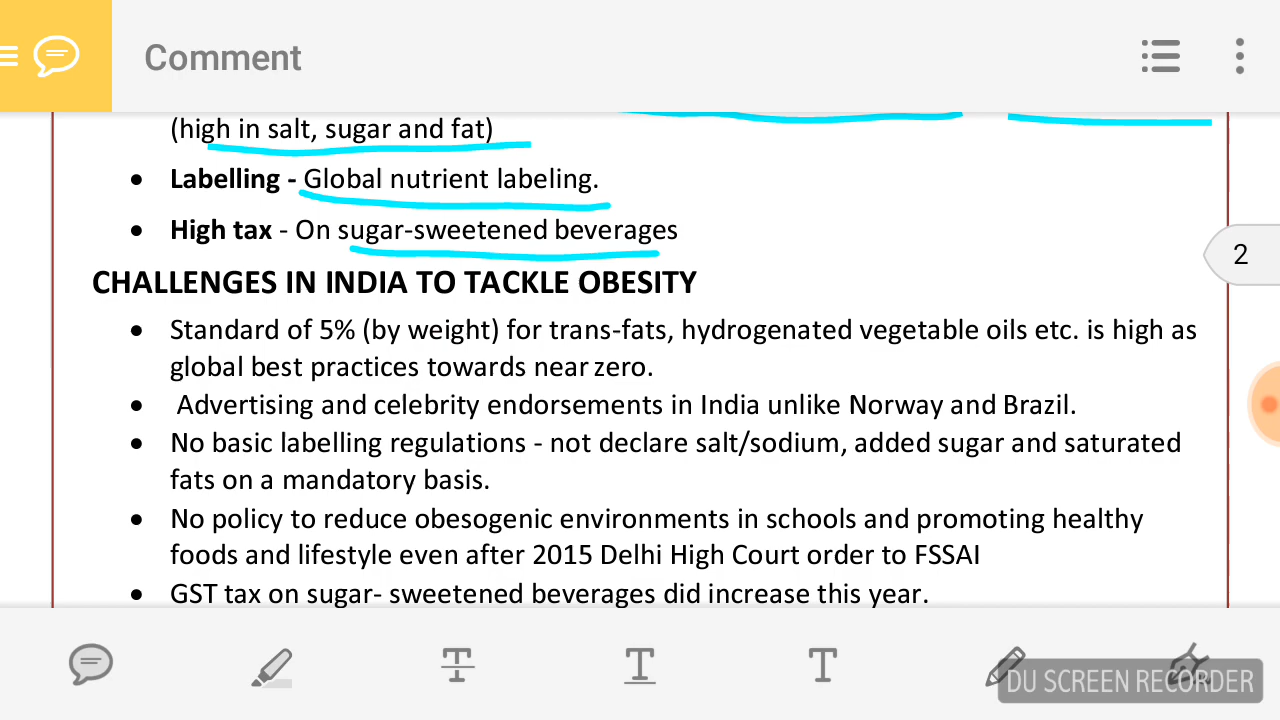 Comment
(high in salt, sugar and fat)
• Labelling - Global nutrient labeling.
• High tax - On sugar-sweetened beverages
2
CHALLENGES IN INDIA TO TACKLE OBESITY
• Standard of 5% (by weight) for trans-fats, hydrogenated vegetable oils etc. is high as
global best practices towards near zero.
• Advertising and celebrity endorsements in India unlike Norway and Brazil.
• No basic labelling regulations - not declare salt/sodium, added sugar and saturated
fats on a mandatory basis.
• No policy to reduce obesogenic environments in schools and promoting healthy
foods and lifestyle even after 2015 Delhi High Court order to FSSAI
• GST tax on sugar- sweetened beverages did increase this year.
T T T
DU SCREEN RECORDER